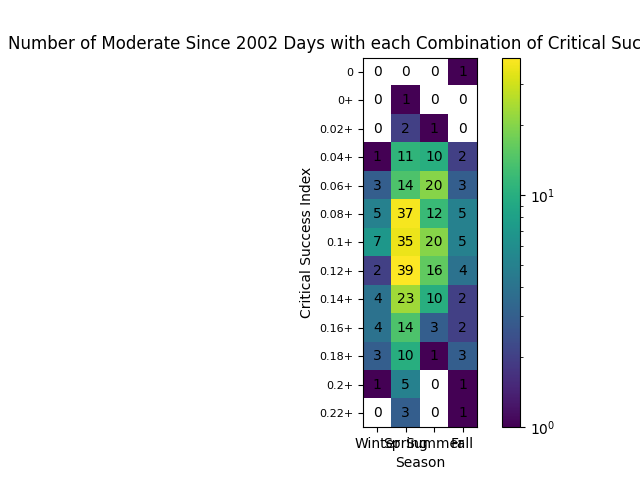 Number of Moderate Since 2002 Days with each Combination of Critical Suc
0 0 0 0 1
0+ 0 1 0 0
0.02+ 0 2 1 0
0.04+ 1 11 10 2
0.06+ 3 14 20 3
0.08+ 5 37 12 5
0.1+ 7 35 20 5
0.12+ 2 39 16 4
0.14+ 4 23 10 2
0.16+ 4 14 3 2
0.18+ 3 10 1 3
0.2+ 1 5 0 1
0.22+ 0 3 0 1
Critical Success Index
Winter Spring Summer Fall
Season
10¹
10⁰